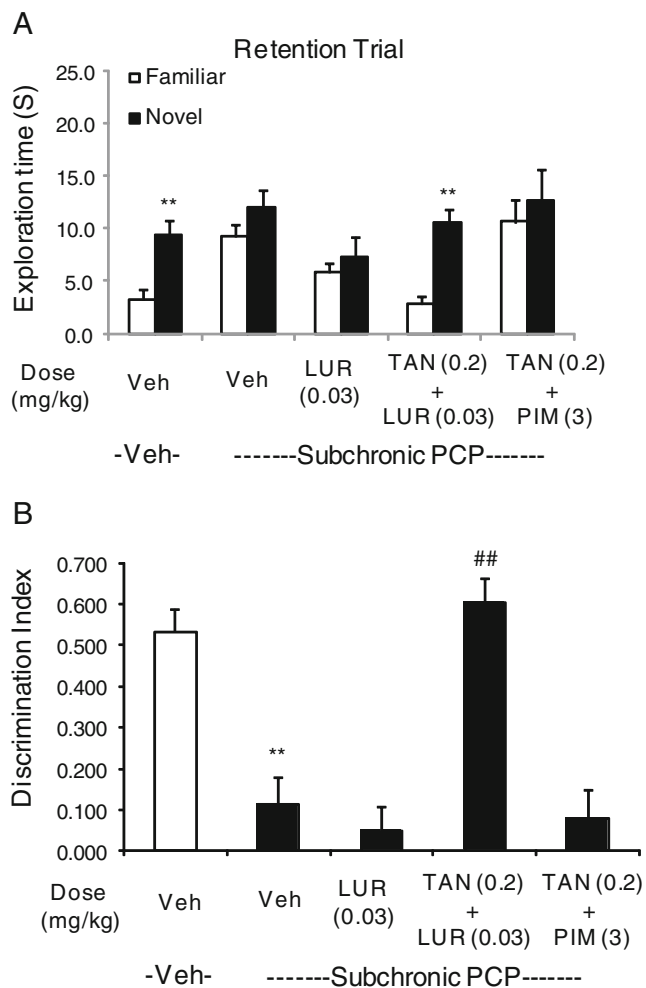 A
Retention Trial
Exploration time (S)
25.0
20.0
15.0
10.0
5.0
0.0
Familiar
Novel
**
**
Dose
(mg/kg)
Veh
Veh
LUR
(0.03)
TAN (0.2)
+
LUR (0.03)
TAN (0.2)
+
PIM (3)
-Veh-
-------Subchronic PCP-------
B
Discrimination Index
0.700
0.600
0.500
0.400
0.300
0.200
0.100
0.000
**
##
Dose
(mg/kg)
Veh
Veh
LUR
(0.03)
TAN (0.2)
+
LUR (0.03)
TAN (0.2)
+
PIM (3)
-Veh-
-------Subchronic PCP-------